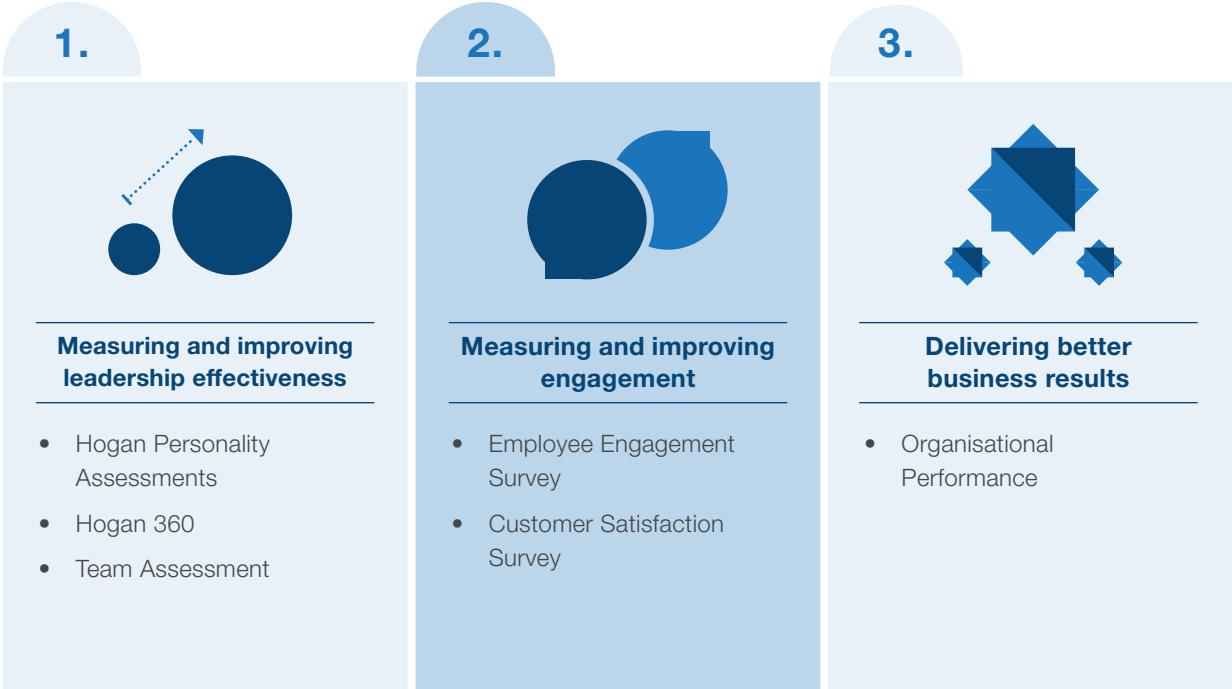 1.
Measuring and improving
leadership effectiveness
• Hogan Personality
Assessments
• Hogan 360
• Team Assessment
2.
Measuring and improving
engagement
• Employee Engagement
Survey
• Customer Satisfaction
Survey
3.
Delivering better
business results
• Organisational
Performance